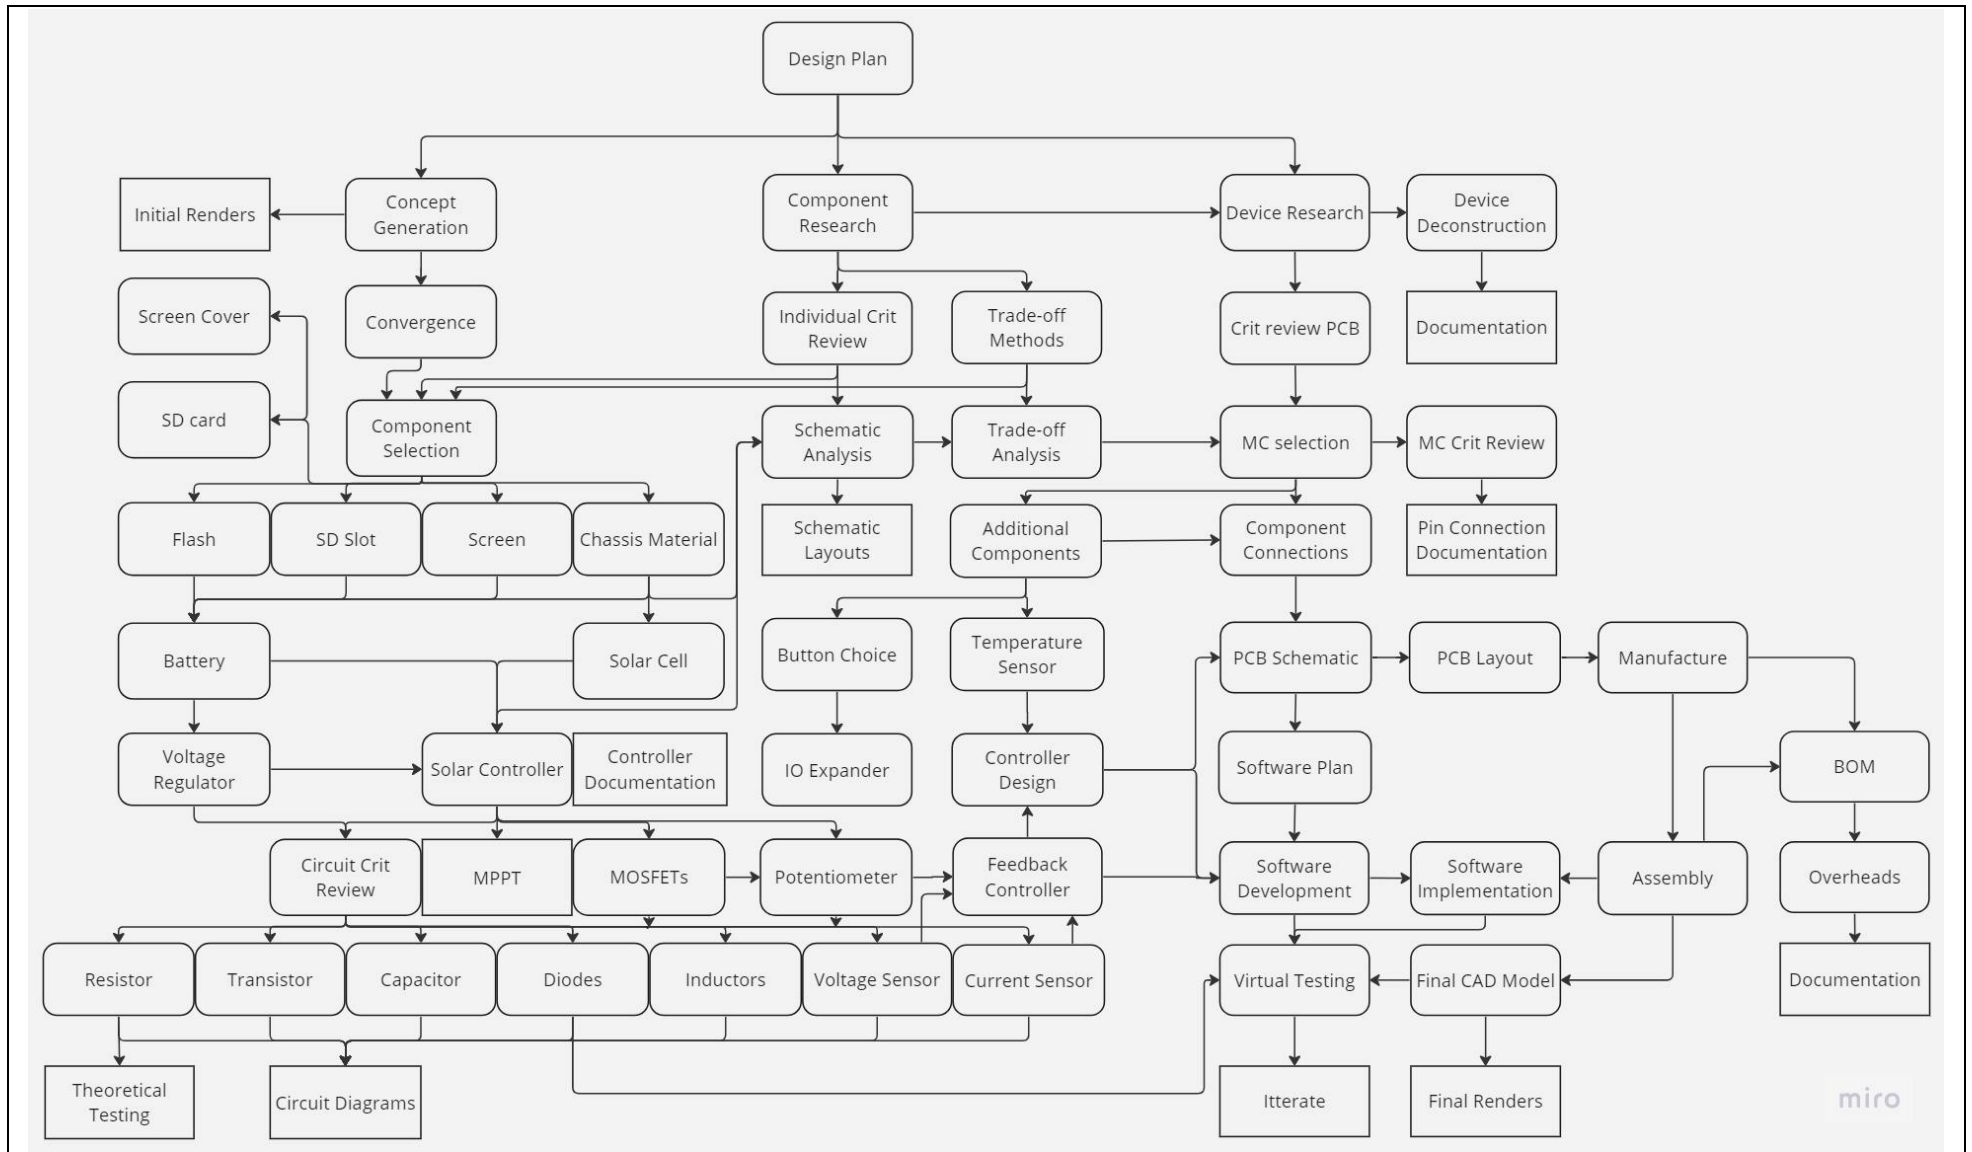 Design Plan
Initial Renders
Concept
Generation
Component
Research
Device Research
Device
Deconstruction
Screen Cover
Convergence
Individual Crit
Review
Trade-off
Methods
Crit review PCB
Documentation
SD card
Component
Selection
Schematic
Analysis
Trade-off
Analysis
MC selection
MC Crit Review
Flash
SD Slot
Screen
Chassis Material
Schematic
Layouts
Additional
Components
Component
Connections
Pin Connection
Documentation
Battery
Solar Cell
Button Choice
Temperature
Sensor
PCB Schematic
PCB Layout
Manufacture
Voltage
Regulator
Solar Controller
Controller
Documentation
IO Expander
Controller
Design
Software Plan
BOM
Circuit Crit
Review
MPPT
MOSFETs
Potentiometer
Feedback
Controller
Software
Development
Software
Implementation
Assembly
Overheads
Resistor
Transistor
Capacitor
Diodes
Inductors
Voltage Sensor
Current Sensor
Virtual Testing
Final CAD Model
Documentation
Theoretical
Testing
Circuit Diagrams
Itterate
Final Renders
miro